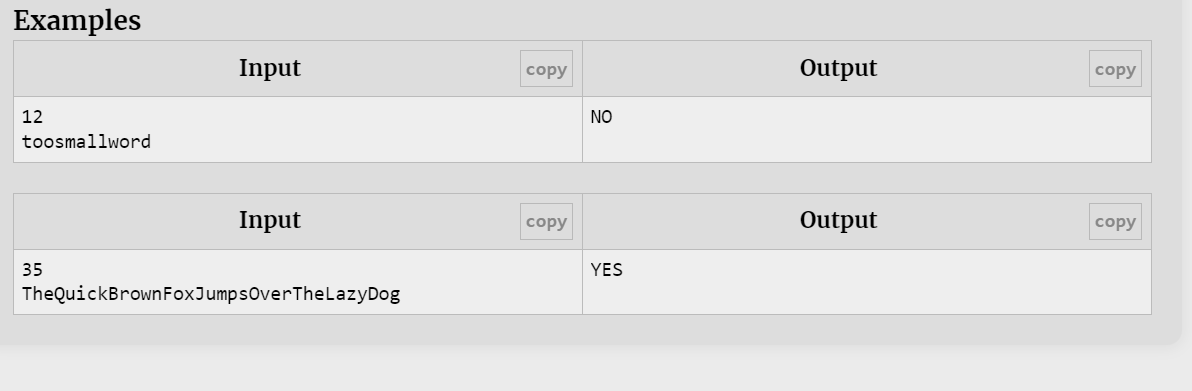 Examples
Input copy Output copy
12 NO
toosmallword
Input copy Output copy
35 YES
TheQuickBrownFoxJumpsOverTheLazyDog